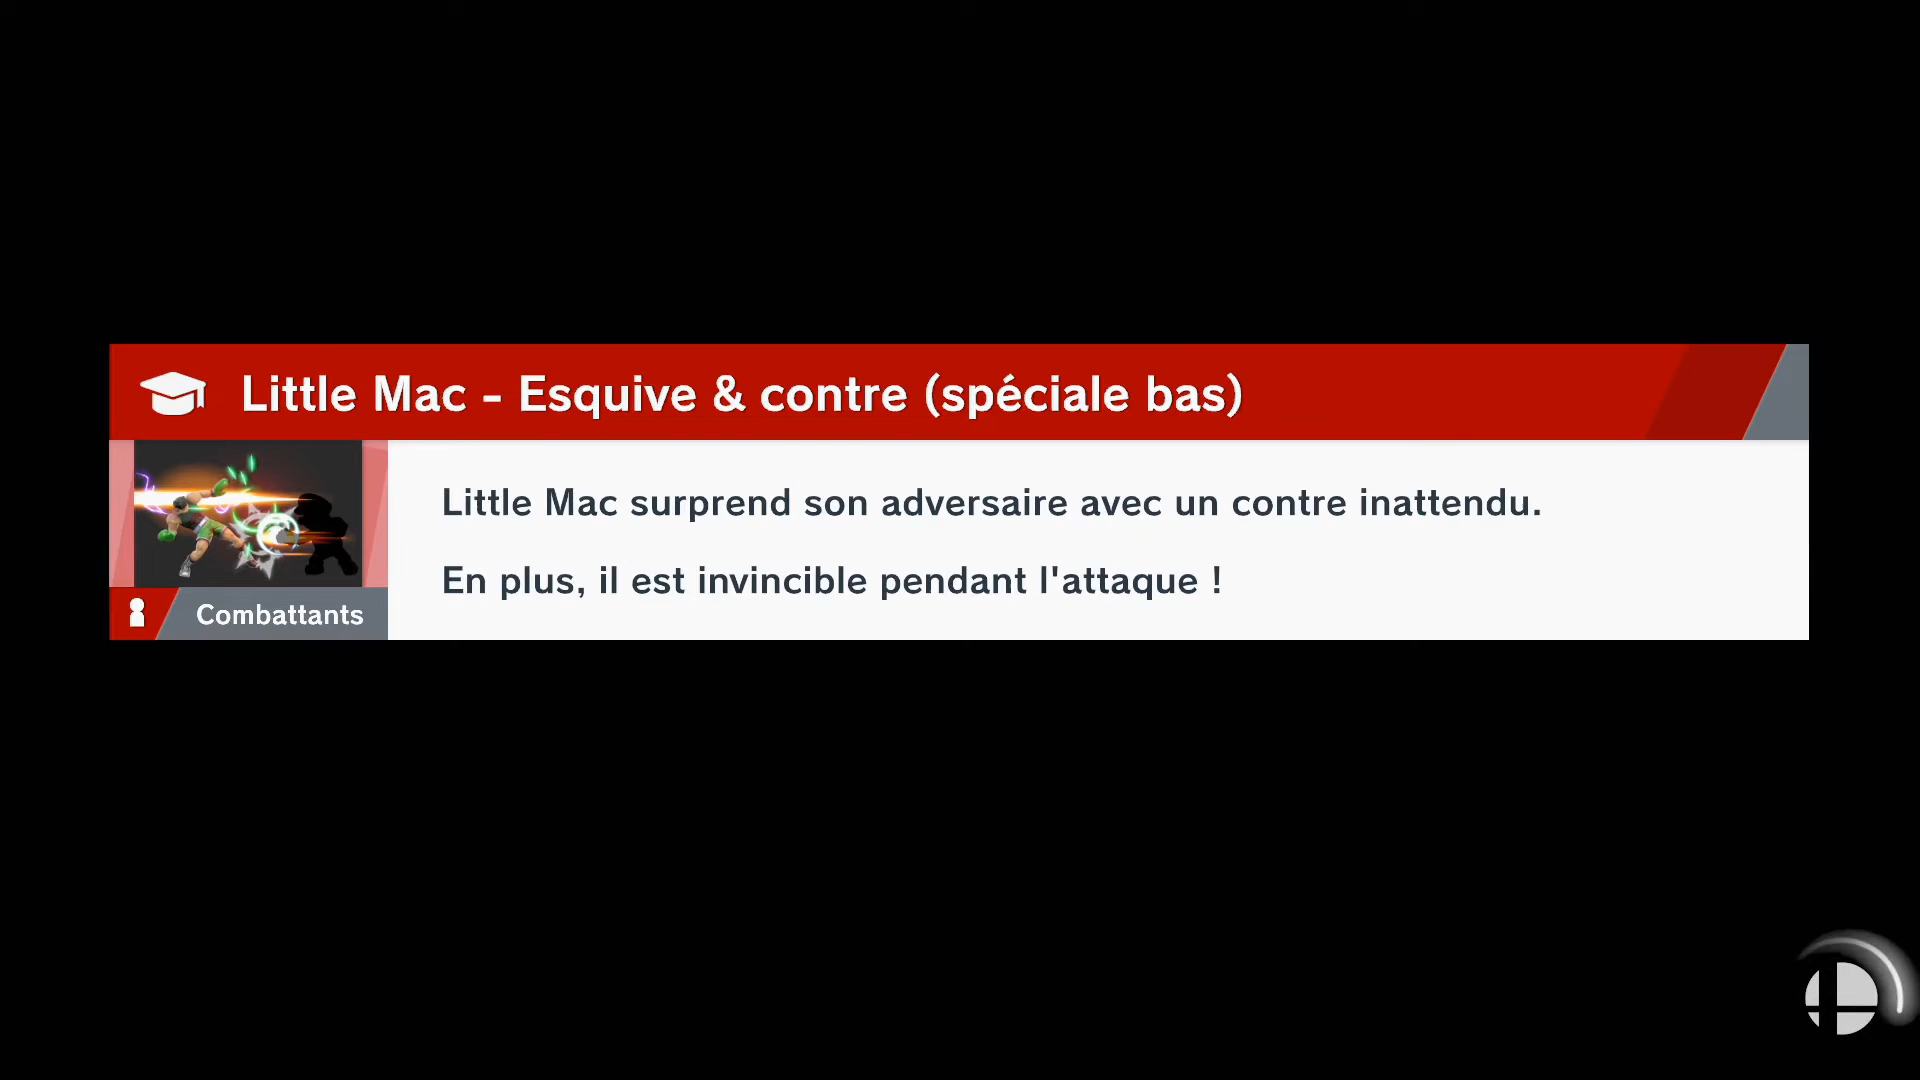 Little Mac - Esquive & contre (spéciale bas)
Little Mac surprend son adversaire avec un contre inattendu.
En plus, il est invincible pendant l'attaque !
Combattants